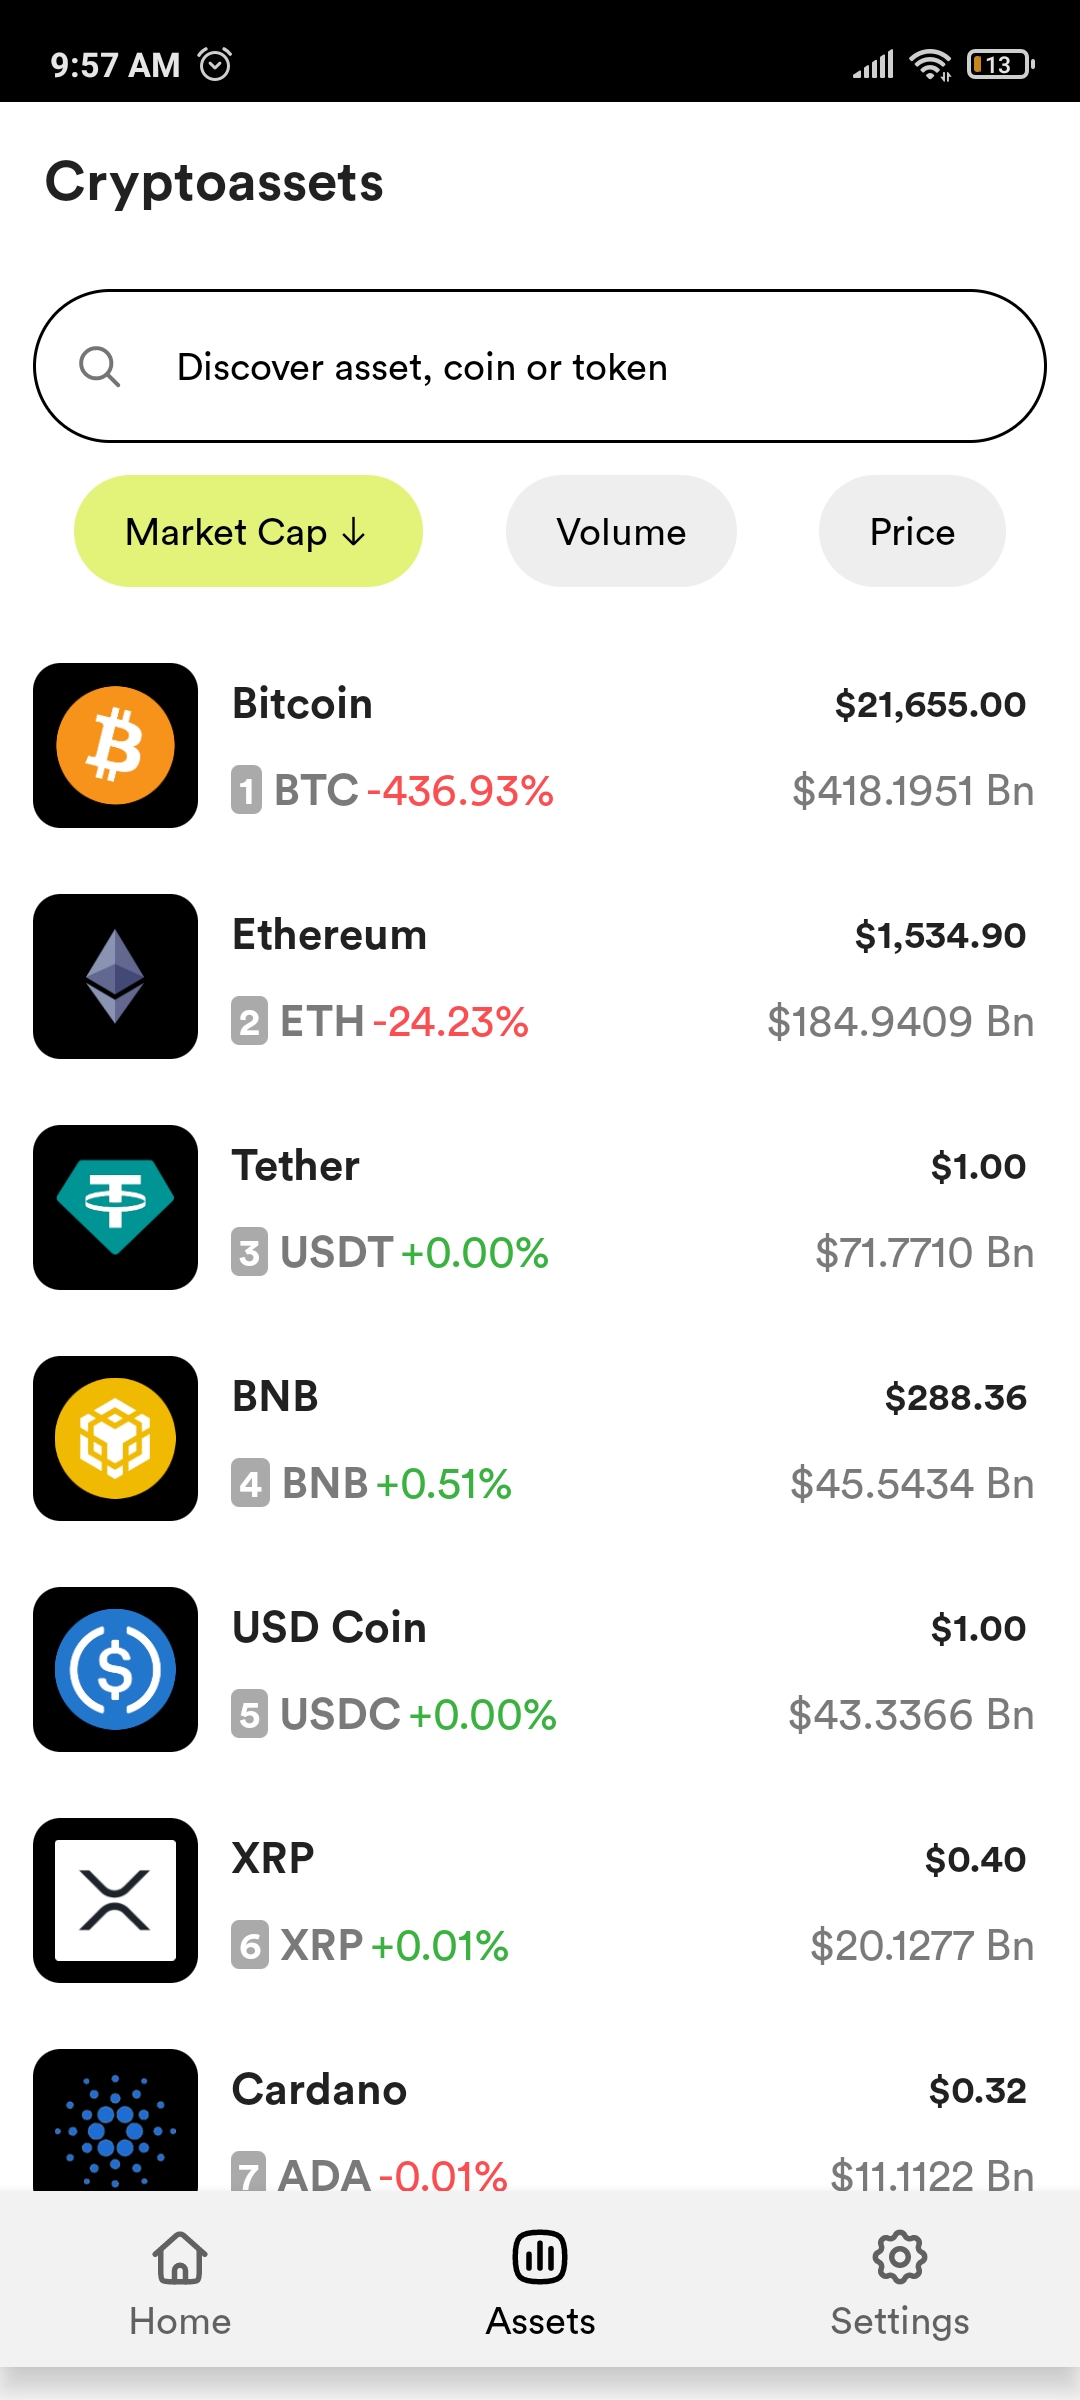 9:57 AM
13
Cryptoassets
Discover asset, coin or token
Market Cap ↓ Volume Price
Bitcoin $21,655.00
1 BTC -436.93% $418.1951 Bn
Ethereum $1,534.90
2 ETH -24.23% $184.9409 Bn
Tether $1.00
3 USDT +0.00% $71.7710 Bn
BNB $288.36
4 BNB +0.51% $45.5434 Bn
USD Coin $1.00
5 USDC +0.00% $43.3366 Bn
XRP $0.40
6 XRP +0.01% $20.1277 Bn
Cardano $0.32
7 ADA -0.01% $11.1122 Bn
Home Assets Settings